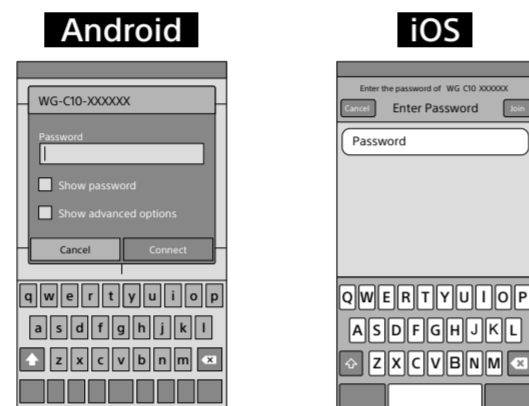 Android
WG-C10-XXXXXX
Password
Show password
Show advanced options
Cancel Connect
q w e r t y u i o p
a s d f g h j k l
z x c v b n m
iOS
Enter the password of WG C10 XXXXXX
Cancel Enter Password Join
Password
Q W E R T Y U I O P
A S D F G H J K L
Z X C V B N M